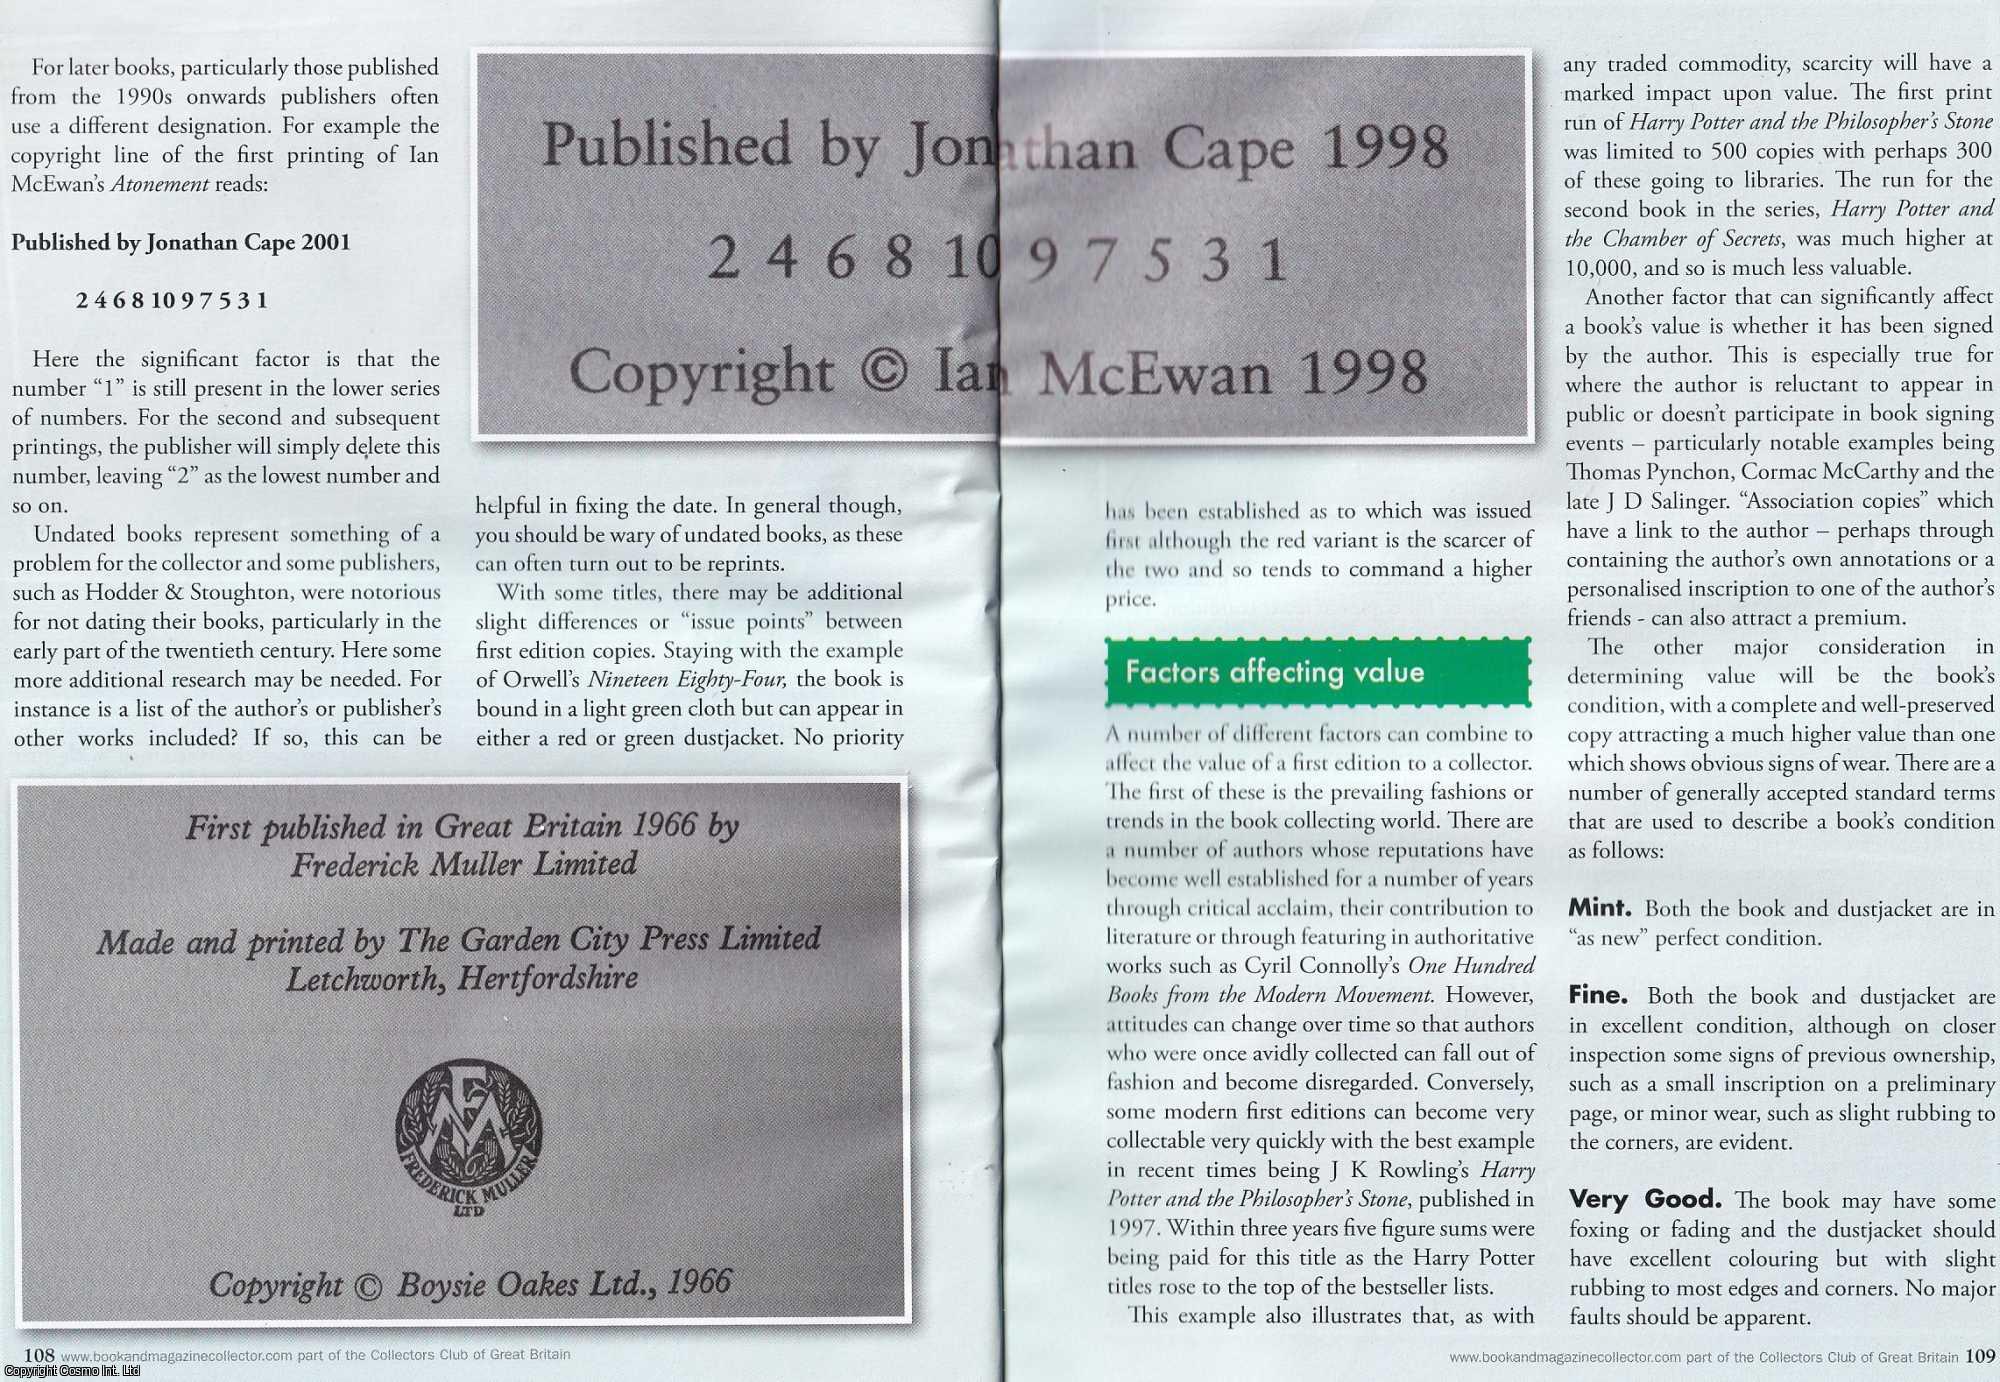 For later books, particularly those published
from the 1990s onwards publishers often
use a different designation. For example the
copyright line of the first printing of Ian
McEwan's Atonement reads:
Published by Jonathan Cape 2001
2 4 6 8 10 9 7 5 3 1
Here the significant factor is that the
number “1” is still present in the lower series
of numbers. For the second and subsequent
printings, the publisher will simply delete this
number, leaving “2” as the lowest number and
so on.
Undated books represent something of a
problem for the collector and some publishers,
such as Hodder & Stoughton, were notorious
for not dating their books, particularly in the
early part of the twentieth century. Here some
more additional research may be needed. For
instance is a list of the author's or publisher's
other works included? If so, this can be
Published by Jonathan Cape 1998
2 4 6 8 10 9 7 5 3 1
Copyright © Ian McEwan 1998
helpful in fixing the date. In general though,
you should be wary of undated books, as these
can often turn out to be reprints.
With some titles, there may be additional
slight differences or “issue points” between
first edition copies. Staying with the example
of Orwell's Nineteen Eighty-Four, the book is
bound in a light green cloth but can appear in
either a red or green dustjacket. No priority
First published in Great Britain 1966 by
Frederick Muller Limited
Made and printed by The Garden City Press Limited
Letchworth, Hertfordshire
FM
FREDERICK MULLER
LTD
Copyright © Boysie Oakes Ltd., 1966
108 www.bookandmagazinecollector.com part of the Collectors Club of Great Britain
Copyright Cosmo Int. Ltd
has been established as to which was issued
first although the red variant is the scarcer of
the two and so tends to command a higher
price.
Factors affecting value
A number of different factors can combine to
affect the value of a first edition to a collector.
The first of these is the prevailing fashions or
trends in the book collecting world. There are
a number of authors whose reputations have
become well established for a number of years
through critical acclaim, their contribution to
literature or through featuring in authoritative
works such as Cyril Connolly's One Hundred
Books from the Modern Movement. However,
attitudes can change over time so that authors
who were once avidly collected can fall out of
fashion and become disregarded. Conversely,
some modern first editions can become very
collectable very quickly with the best example
in recent times being J K Rowling's Harry
Potter and the Philosopher's Stone, published in
1997. Within three years five figure sums were
being paid for this title as the Harry Potter
titles rose to the top of the bestseller lists.
This example also illustrates that, as with
any traded commodity, scarcity will have a
marked impact upon value. The first print
run of Harry Potter and the Philosopher's Stone
was limited to 500 copies with perhaps 300
of these going to libraries. The run for the
second book in the series, Harry Potter and
the Chamber of Secrets, was much higher at
10,000, and so is much less valuable.
Another factor that can significantly affect
a book's value is whether it has been signed
by the author. This is especially true for
where the author is reluctant to appear in
public or doesn't participate in book signing
events – particularly notable examples being
Thomas Pynchon, Cormac McCarthy and the
late J D Salinger. “Association copies” which
have a link to the author – perhaps through
containing the author's own annotations or a
personalised inscription to one of the author's
friends - can also attract a premium.
The other major consideration in
determining value will be the book's
condition, with a complete and well-preserved
copy attracting a much higher value than one
which shows obvious signs of wear. There are a
number of generally accepted standard terms
that are used to describe a book's condition
as follows:
Mint. Both the book and dustjacket are in
“as new” perfect condition.
Fine. Both the book and dustjacket are
in excellent condition, although on closer
inspection some signs of previous ownership,
such as a small inscription on a preliminary
page, or minor wear, such as slight rubbing to
the corners, are evident.
Very Good. The book may have some
foxing or fading and the dustjacket should
have excellent colouring but with slight
rubbing to most edges and corners. No major
faults should be apparent.
www.bookandmagazinecollector.com part of the Collectors Club of Great Britain 109